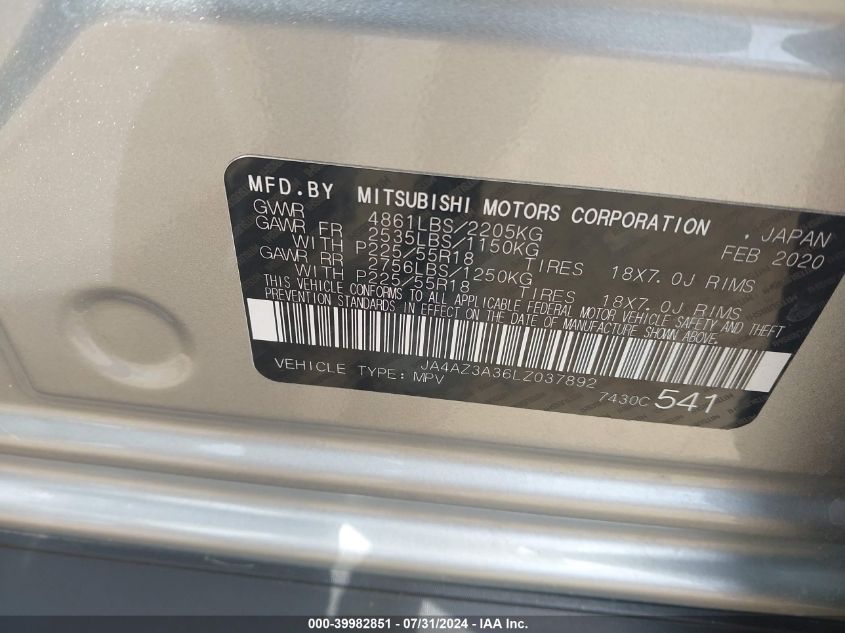 MFD.BY MITSUBISHI MOTORS CORPORATION , JAPAN
GVWR 4861LBS/2205KG FEB 2020
GAWR FR 2535LBS/1150KG
WITH P225/55R18 TIRES 18X7.0J RIMS
GAWR RR 2756LBS/1250KG
WITH P225/55R18 TIRES 18X7.0J RIMS
THIS VEHICLE CONFORMS TO ALL APPLICABLE FEDERAL MOTOR VEHICLE SAFETY AND THEFT
PREVENTION STANDARDS IN EFFECT ON THE DATE OF MANUFACTURE SHOWN ABOVE.
JA4AZ3A36LZ037892
VEHICLE TYPE: MPV 7430C 541
000-39982851 / 07/31/2024 / IAA Inc.